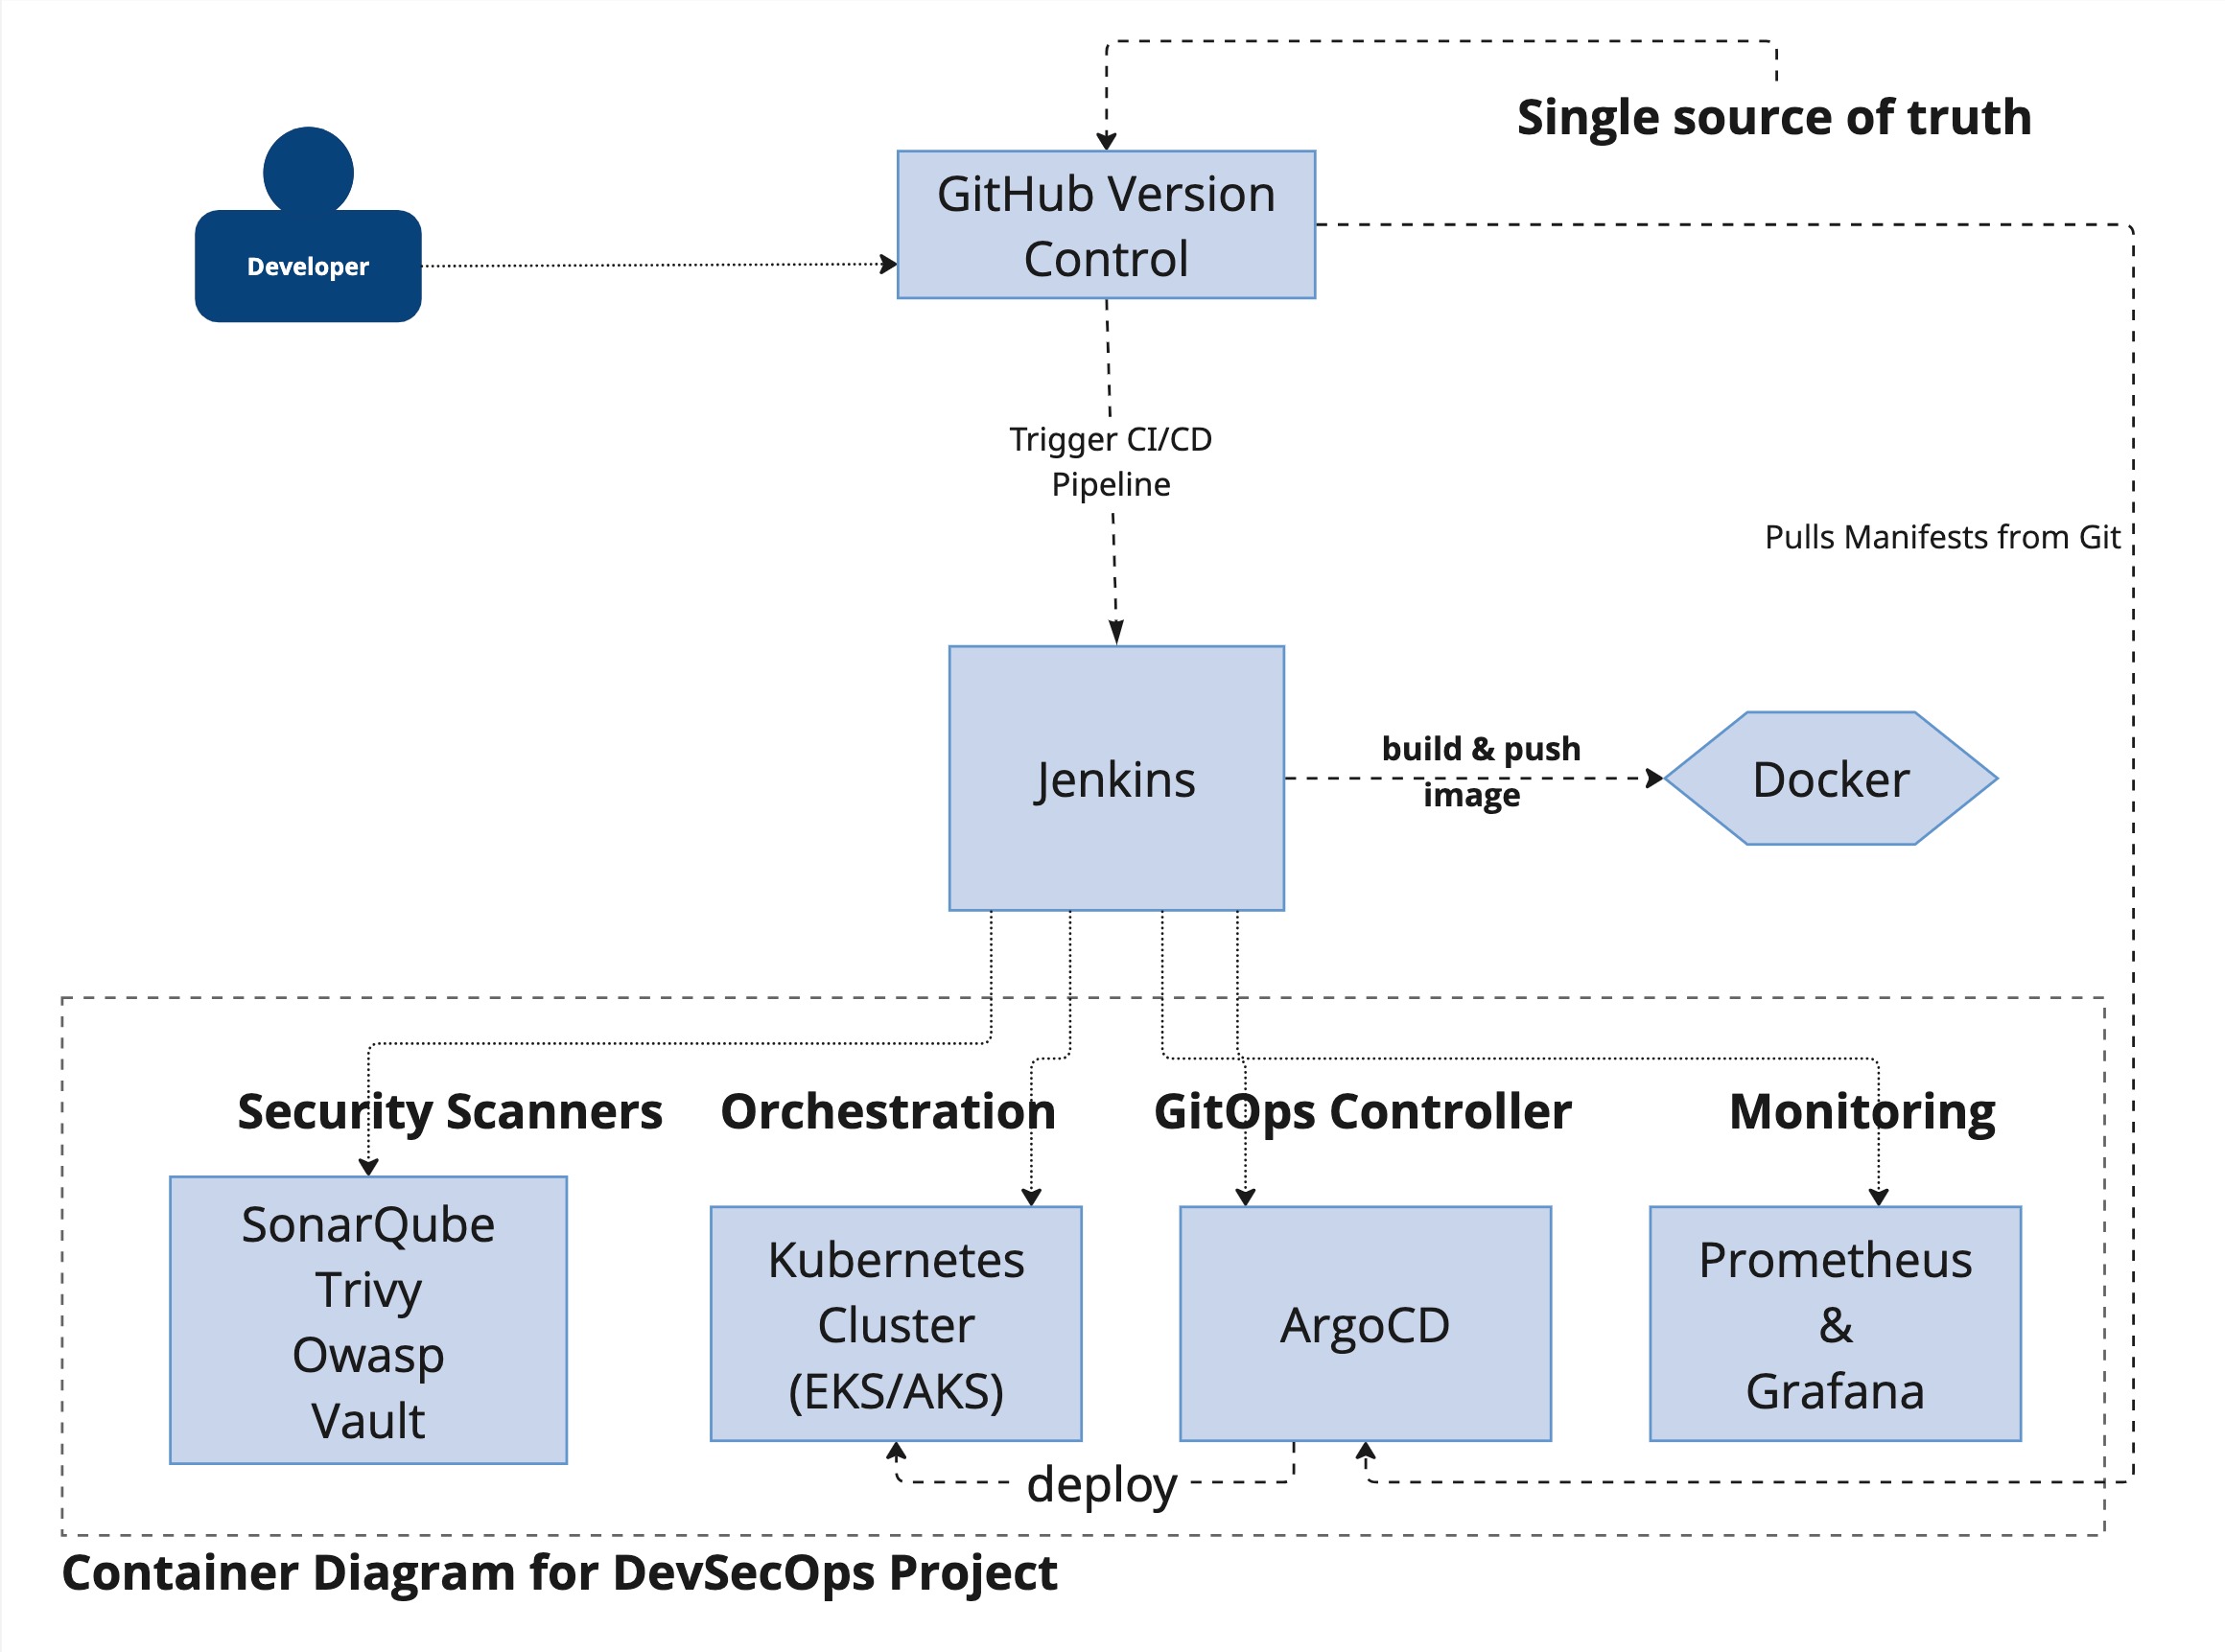 Single source of truth
GitHub Version
Control
Developer
Trigger CI/CD
Pipeline
Pulls Manifests from Git
Jenkins
build & push
image
Docker
Security Scanners
Orchestration
GitOps Controller
Monitoring
SonarQube
Trivy
Owasp
Vault
Kubernetes
Cluster
(EKS/AKS)
ArgoCD
Prometheus
&
Grafana
deploy
Container Diagram for DevSecOps Project